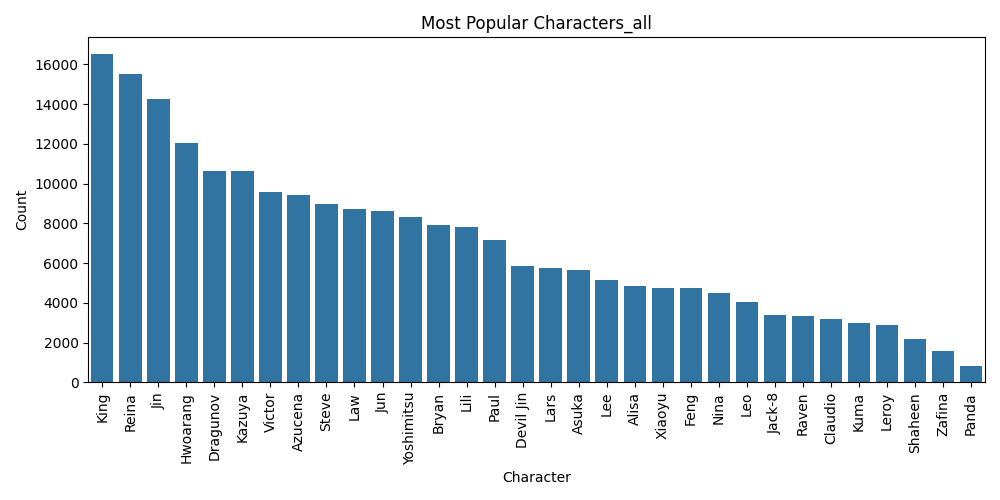 Most Popular Characters_all
Count
16000
14000
12000
10000
8000
6000
4000
2000
0
King
Reina
Jin
Hwoarang
Dragunov
Kazuya
Victor
Azucena
Steve
Law
Jun
Yoshimitsu
Bryan
Lili
Paul
Devil Jin
Lars
Asuka
Lee
Alisa
Xiaoyu
Feng
Nina
Leo
Jack-8
Raven
Claudio
Kuma
Leroy
Shaheen
Zafina
Panda
Character